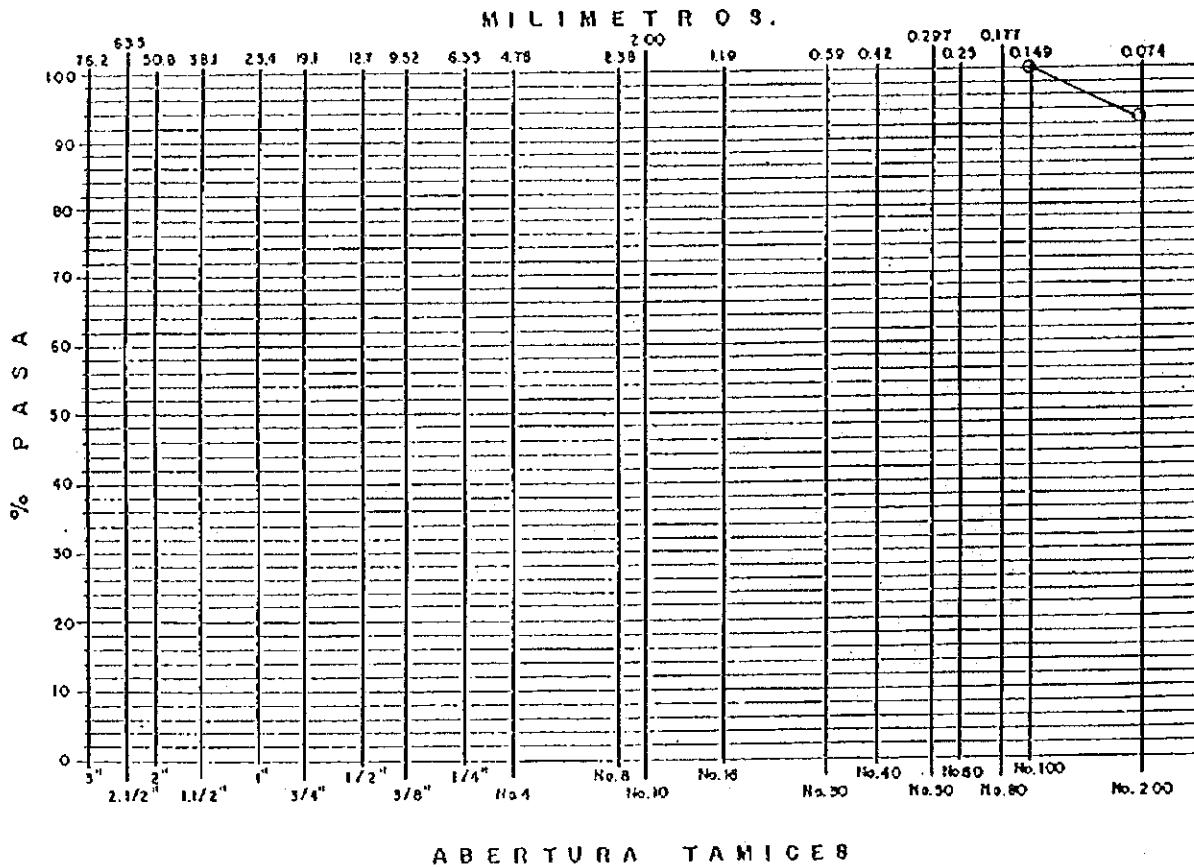 MILIMETROS.
63.5 2.00 0.297 0.177
76.2 50.8 38.1 25.4 19.1 12.7 9.52 6.35 4.76 2.38 1.19 0.59 0.42 0.25 0.149 0.074
100
90
80
70
60
50
40
30
20
10
0
% PASA
3" 2" 1" 1/2" 1/4" No.8 No.16 No.40 No.60 No.100
2.1/2" 1.1/2" 3/4" 3/8" No.4 No.10 No.30 No.50 No.80 No.200
ABERTURA TAMICES